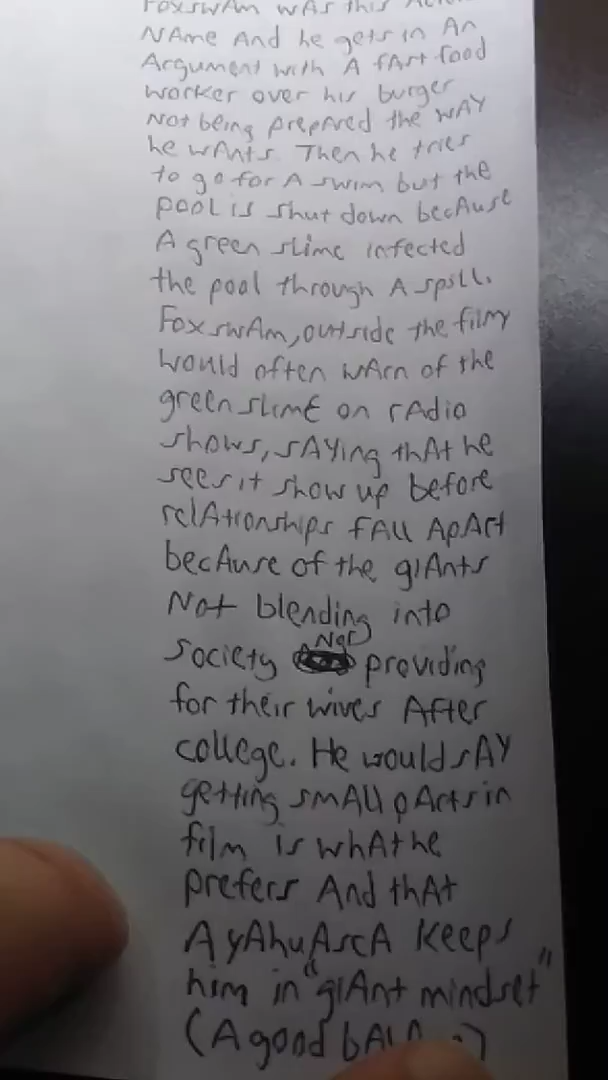 Foxswam was this
Name and he gets in an
Argument with A fart food
worker over his burger
Not being prepared the way
he wants. Then he tries
to go for A swim but the
pool is shut down because
A green slime infected
the pool through A spill.
Foxswam, outside the film,
would often warn of the
green slime on radio
shows, saying that he
sees it show up before
relationships fall apart
because of the giants
Not blending into
society Nor providing
for their wives After
college. He would say
getting small parts in
film is what he
prefers And that
Ayahuasca keeps
him in "giant mindset"
(A good